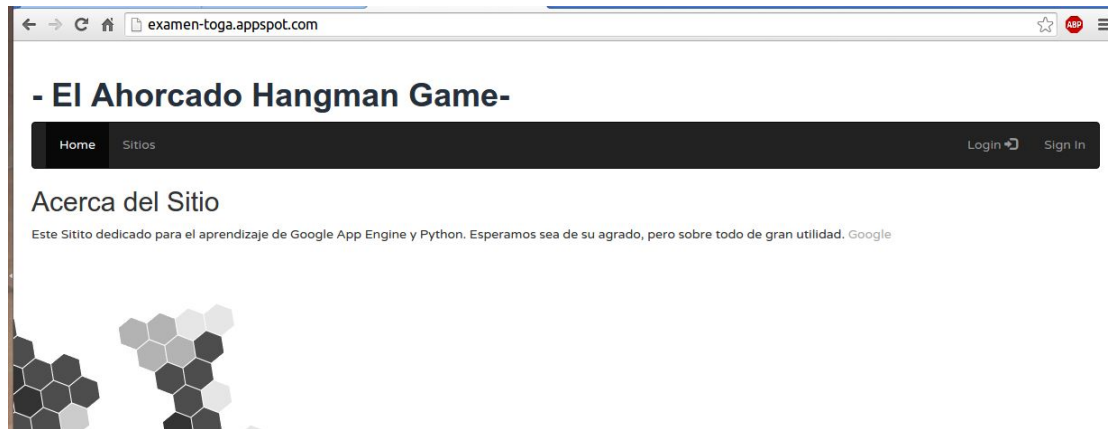 examen-toga.appspot.com
ABP
- El Ahorcado Hangman Game-
Home Sitios Login Sign In
Acerca del Sitio
Este Sitito dedicado para el aprendizaje de Google App Engine y Python. Esperamos sea de su agrado, pero sobre todo de gran utilidad. Google